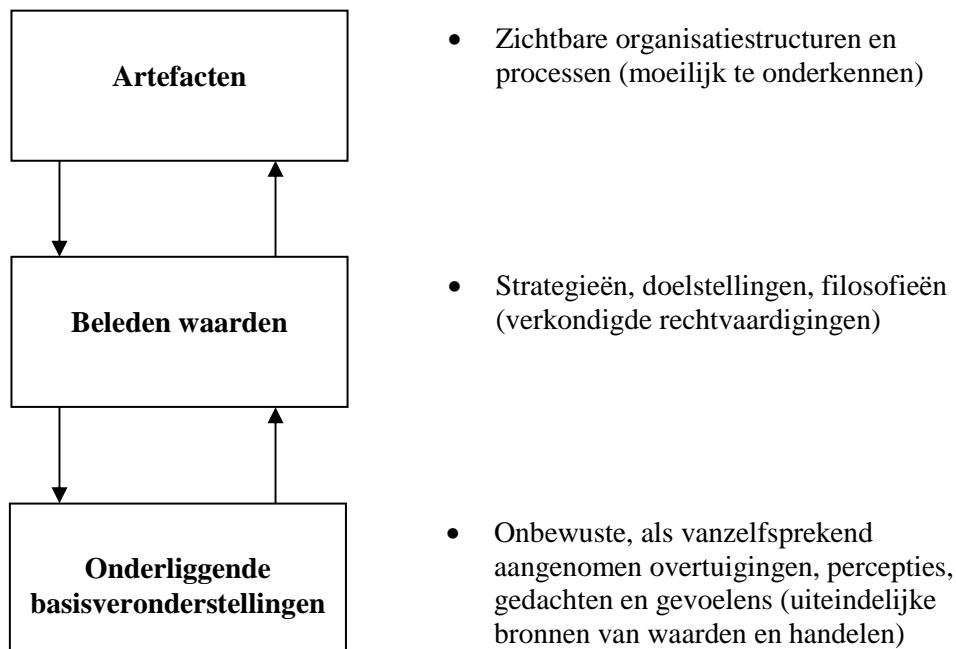 Artefacten
• Zichtbare organisatiestructuren en
processen (moeilijk te onderkennen)
Beleden waarden
• Strategieën, doelstellingen, filosofieën
(verkondigde rechtvaardigingen)
Onderliggende
basisveronderstellingen
• Onbewuste, als vanzelfsprekend
aangenomen overtuigingen, percepties,
gedachten en gevoelens (uiteindelijke
bronnen van waarden en handelen)